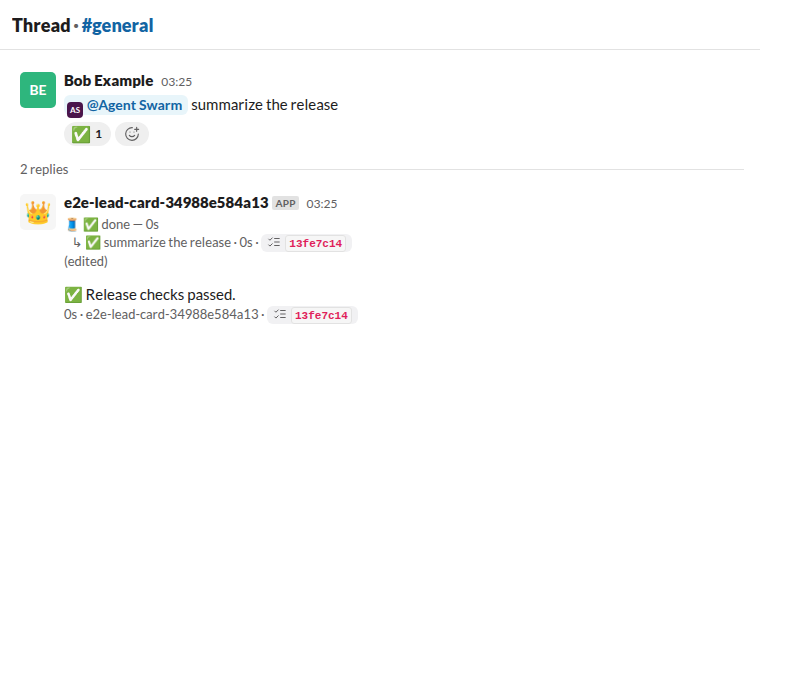 Thread · #general
BE
Bob Example 03:25
AS @Agent Swarm summarize the release
✅ 1
2 replies
e2e-lead-card-34988e584a13 APP 03:25
🧵 ✅ done — 0s
↳ ✅ summarize the release · 0s · 13fe7c14
(edited)
✅ Release checks passed.
0s · e2e-lead-card-34988e584a13 · 13fe7c14